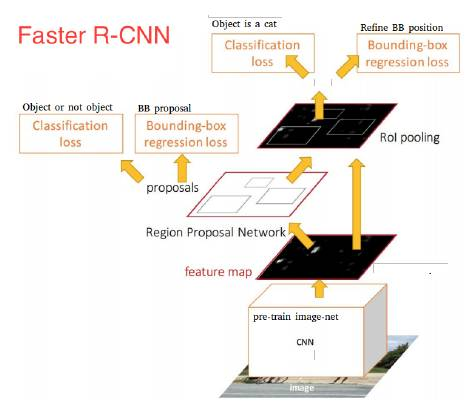 Faster R-CNN
Object is a cat
Refine BB position
Classification
loss
Bounding-box
regression loss
Object or not object
BB proposal
Classification
loss
Bounding-box
regression loss
RoI pooling
proposals
Region Proposal Network
feature map
pre-train image-net
CNN
image